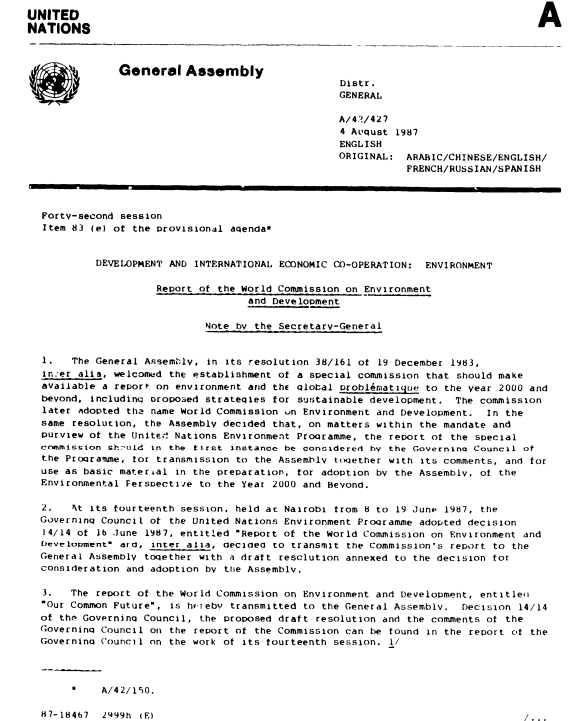 UNITED
NATIONS
A
General Assembly
Distr.
GENERAL
A/42/427
4 August 1987
ENGLISH
ORIGINAL: ARABIC/CHINESE/ENGLISH/
FRENCH/RUSSIAN/SPANISH
Forty-second session
Item 83 (e) of the provisional agenda*
DEVELOPMENT AND INTERNATIONAL ECONOMIC CO-OPERATION: ENVIRONMENT
Report of the World Commission on Environment
and Development
Note by the Secretary-General
1. The General Assembly, in its resolution 38/161 of 19 December 1983,
inter alia, welcomed the establishment of a special commission that should make
available a report on environment and the global problématique to the year 2000 and
beyond, including proposed strategies for sustainable development. The commission
later adopted the name World Commission on Environment and Development. In the
same resolution, the Assembly decided that, on matters within the mandate and
purview of the United Nations Environment Programme, the report of the special
commission should in the first instance be considered by the Governing Council of
the Programme, for transmission to the Assembly together with its comments, and for
use as basic material in the preparation, for adoption by the Assembly, of the
Environmental Perspective to the Year 2000 and Beyond.
2. At its fourteenth session, held at Nairobi from 8 to 19 June 1987, the
Governing Council of the United Nations Environment Programme adopted decision
14/14 of 16 June 1987, entitled "Report of the World Commission on Environment and
Development" and, inter alia, decided to transmit the Commission's report to the
General Assembly together with a draft resolution annexed to the decision for
consideration and adoption by the Assembly.
3. The report of the World Commission on Environment and Development, entitled
"Our Common Future", is hereby transmitted to the General Assembly. Decision 14/14
of the Governing Council, the proposed draft resolution and the comments of the
Governing Council on the report of the Commission can be found in the report of the
Governing Council on the work of its fourteenth session. 1/
* A/42/150.
87-18467 2999h (E)
/...